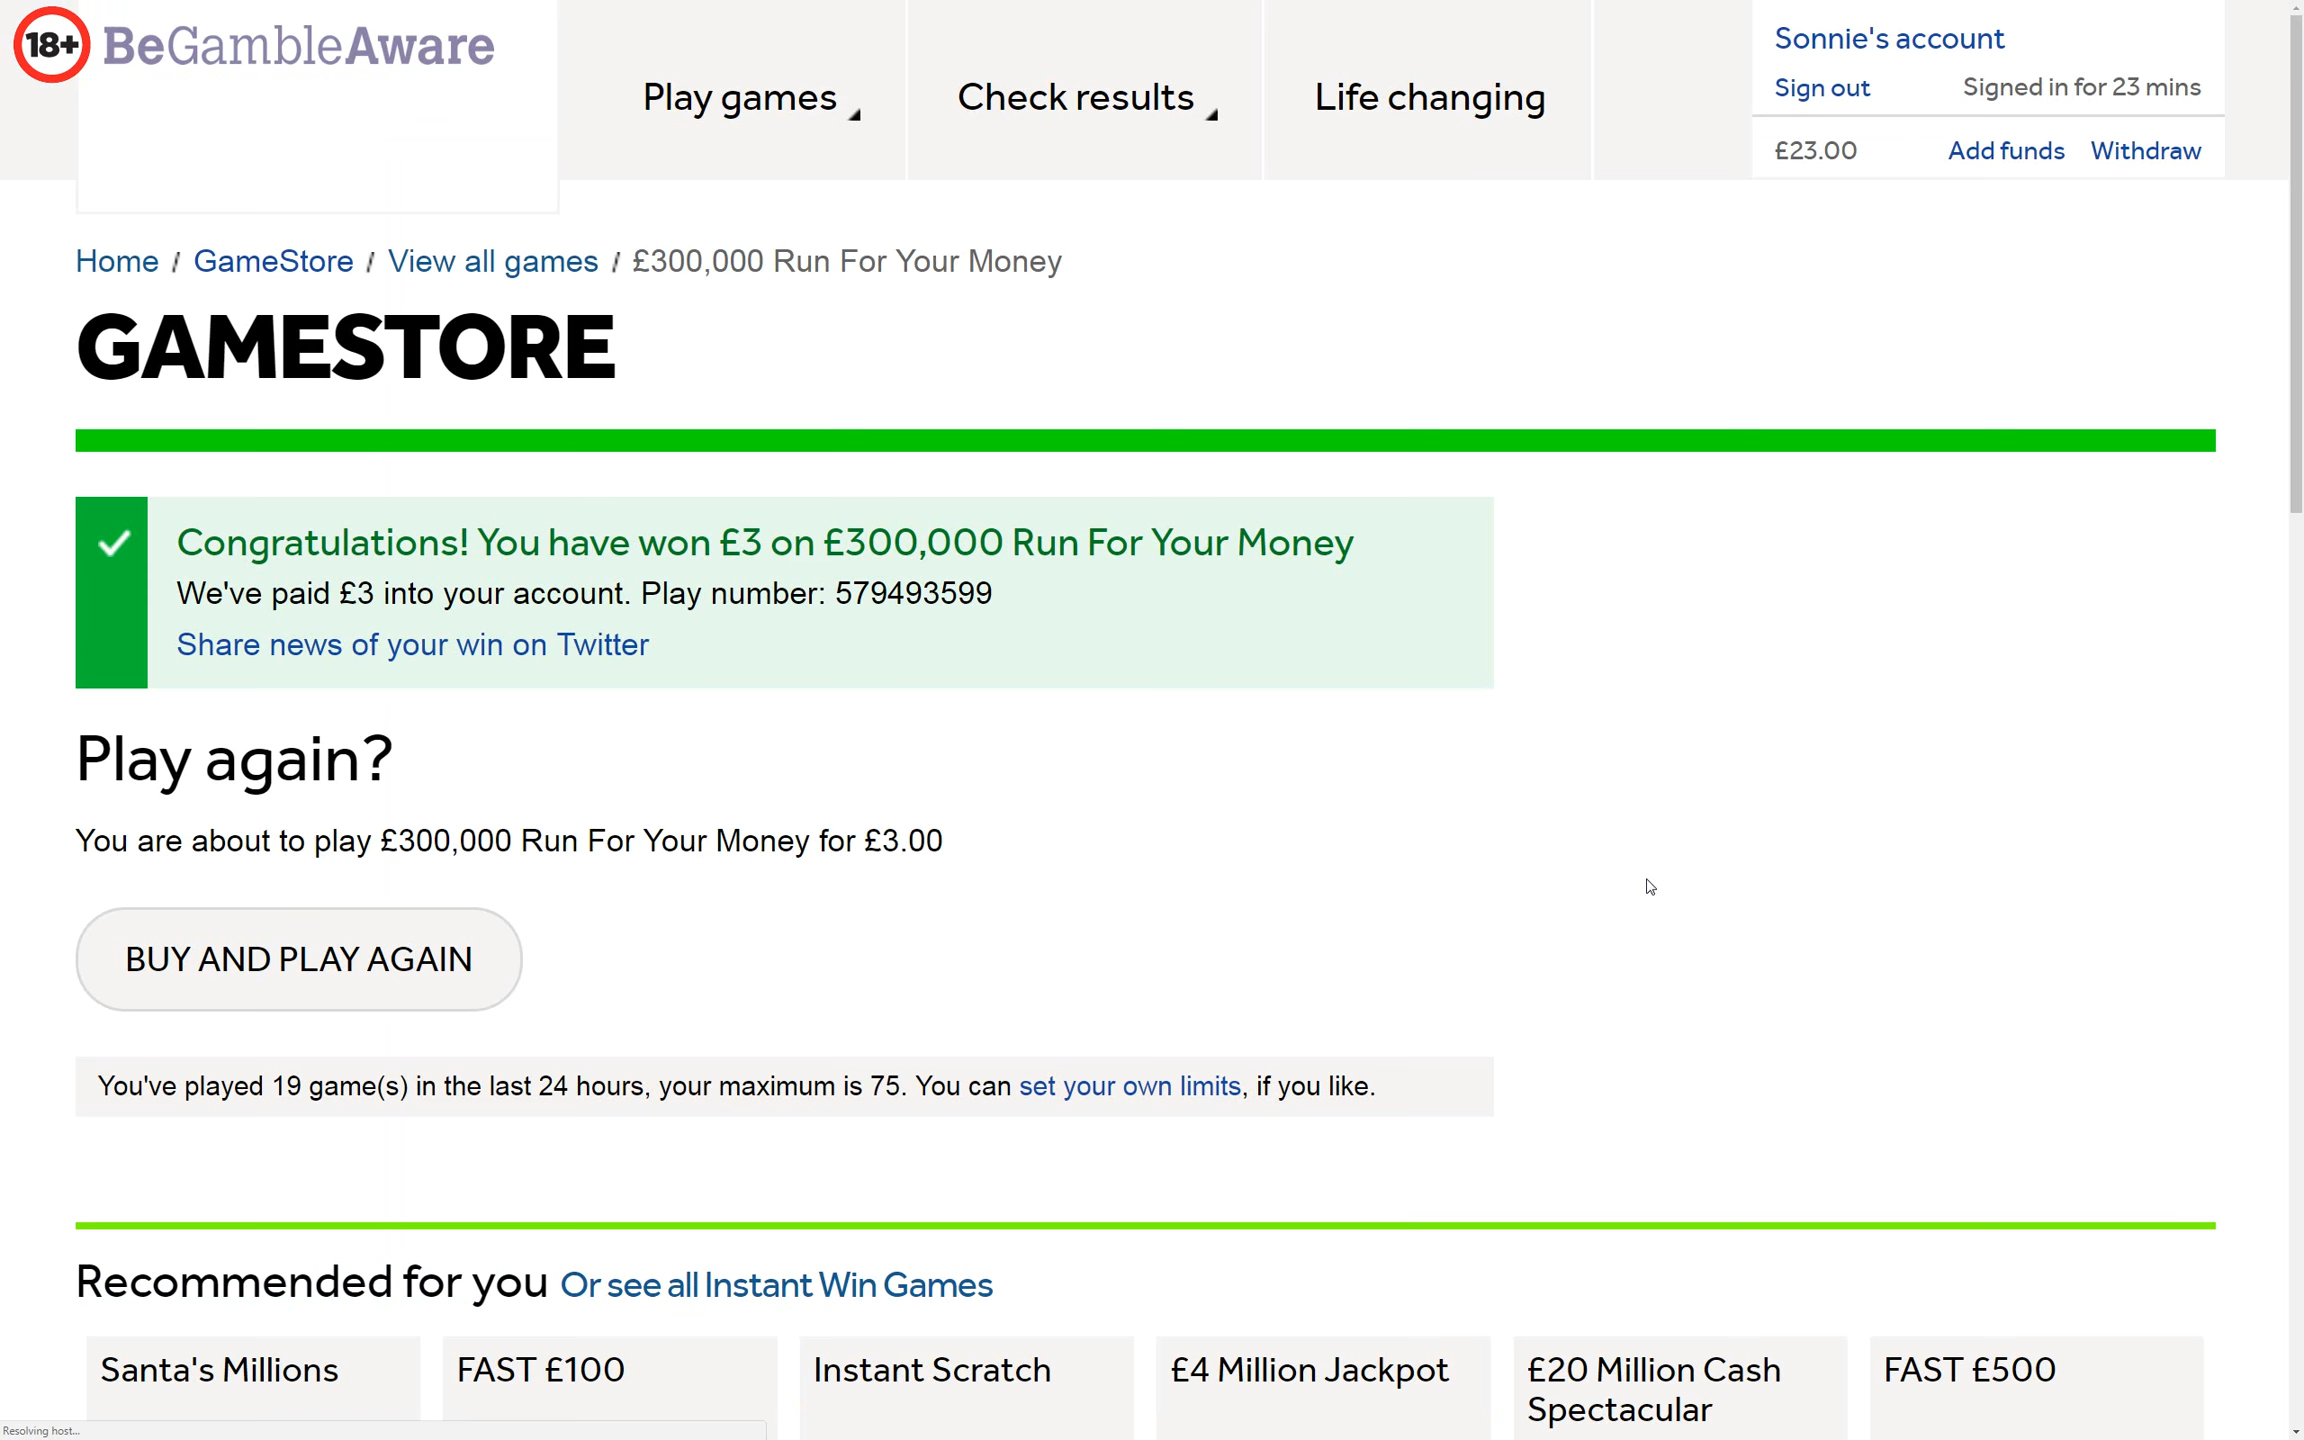 18+ BeGambleAware
Play games
Check results
Life changing
Sonnie's account
Sign out Signed in for 23 mins
£23.00 Add funds Withdraw
Home / GameStore / View all games / £300,000 Run For Your Money
GAMESTORE
Congratulations! You have won £3 on £300,000 Run For Your Money
We've paid £3 into your account. Play number: 579493599
Share news of your win on Twitter
Play again?
You are about to play £300,000 Run For Your Money for £3.00
BUY AND PLAY AGAIN
You've played 19 game(s) in the last 24 hours, your maximum is 75. You can set your own limits, if you like.
Recommended for you Or see all Instant Win Games
Santa's Millions
FAST £100
Instant Scratch
£4 Million Jackpot
£20 Million Cash
Spectacular
FAST £500
Resolving host...